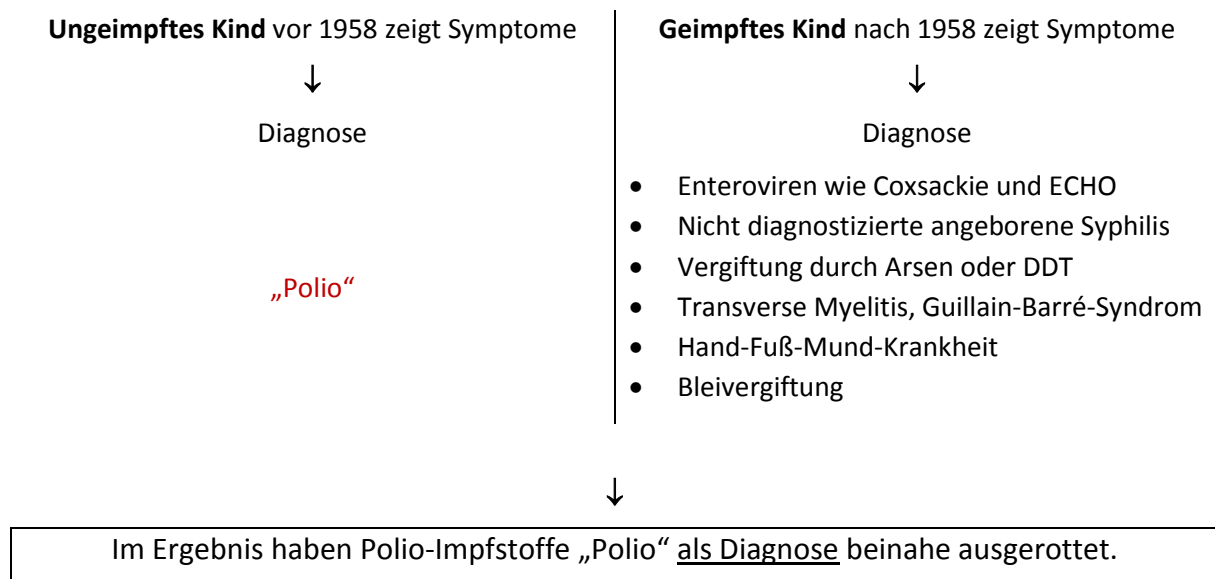 Ungeimpftes Kind vor 1958 zeigt Symptome
↓
Diagnose
„Polio“
Geimpftes Kind nach 1958 zeigt Symptome
↓
Diagnose
• Enteroviren wie Coxsackie und ECHO
• Nicht diagnostizierte angeborene Syphilis
• Vergiftung durch Arsen oder DDT
• Transverse Myelitis, Guillain-Barré-Syndrom
• Hand-Fuß-Mund-Krankheit
• Bleivergiftung
↓
Im Ergebnis haben Polio-Impfstoffe „Polio“ als Diagnose beinahe ausgerottet.